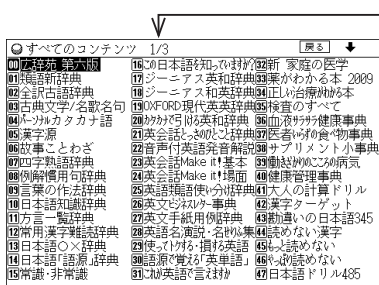 すべてのコンテンツ 1/3 戻る
00広辞苑 第六版
01類語新辞典
02全訳古語辞典
03古典文学/名歌名句
04パーソナルカタカナ語
05漢字源
06故事ことわざ
07四字熟語辞典
08例解慣用句辞典
09言葉の作法辞典
10日本語知識辞典
11方言一覧辞典
12常用漢字難読辞典
13日本語○×辞典
14日本語「語源」辞典
15常識・非常識
16この日本語を知っていますか?
17ジーニアス英和辞典
18ジーニアス和英辞典
19OXFORD現代英英辞典
20カタカナで引ける英和辞典
21英会話とっさのひとこと辞典
22音声付英語発音解説
23英会話Make it!基本
24英会話Make it!場面
25英語類語使い分け辞典
26英文ビジネスレター事典
27英文手紙用例辞典
28英語名演説・名せりふ集
29使ってトクする・損する英語
30語源で覚える「英単語」
31これが英語で言えますか
32新 家庭の医学
33薬がわかる本 2009
34正しい治療がわかる本
35検査のすべて
36血液サラサラ健康事典
37医者いらずの食べ物事典
38サプリメント小事典
39働きざかりのこころの病気
40健康管理事典
41大人の計算ドリル
42漢字ターゲット
43勘違いの日本語345
44読めない漢字
45もっと読めない
46やっぱり読めない
47日本語ドリル485